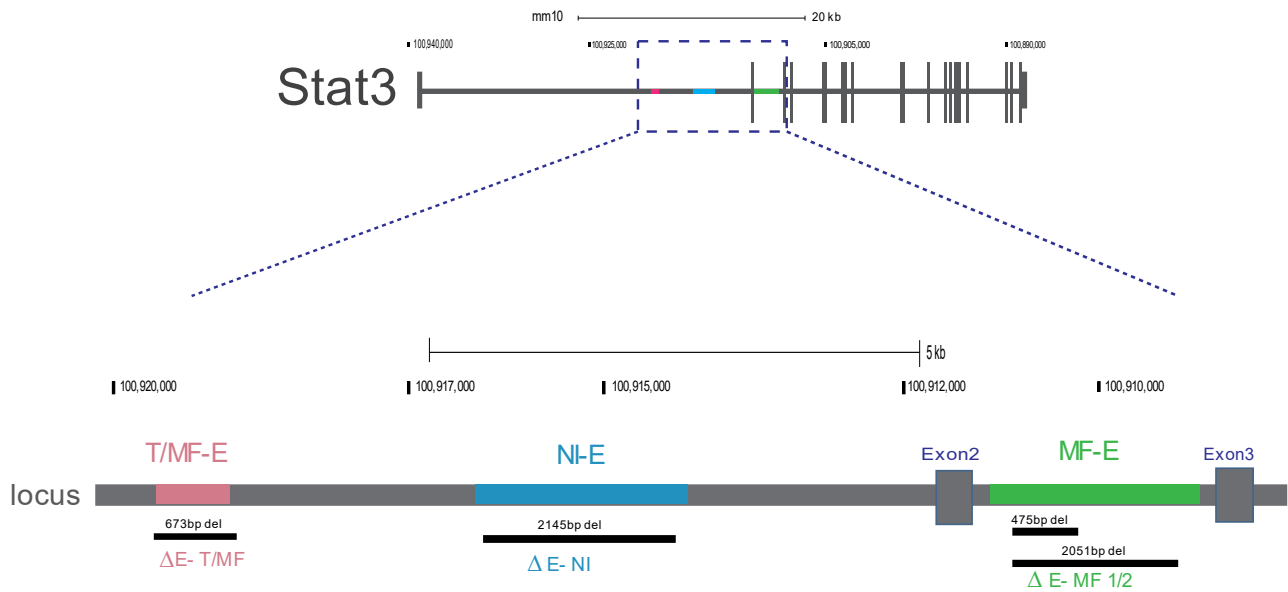 mm10 20 kb
100,940,000 100,925,000 100,905,000 100,890,000
Stat3
5 kb
100,920,000 100,917,000 100,915,000 100,912,000 100,910,000
T/MF-E NI-E Exon2 MF-E Exon3
locus
673bp del 2145bp del 475bp del
ΔE- T/MF Δ E- NI 2051bp del
Δ E- MF 1/2